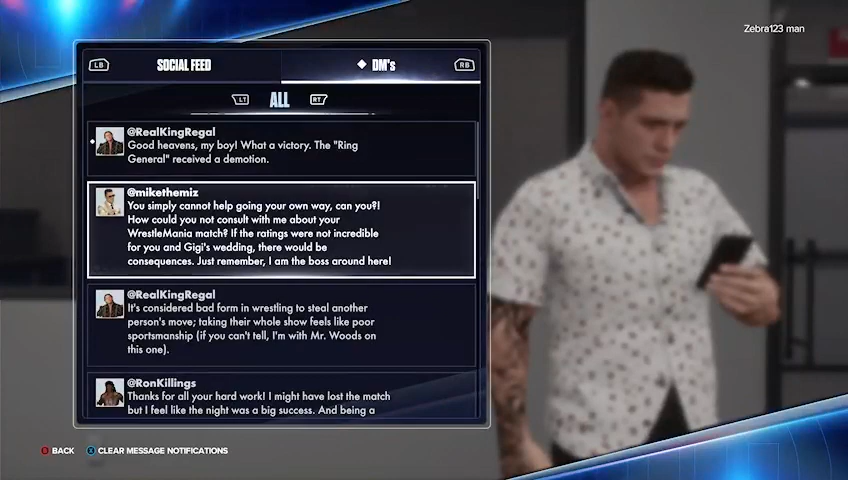 Zebra123 man
LB SOCIAL FEED DM's RB
LT ALL RT
@RealKingRegal
Good heavens, my boy! What a victory. The "Ring
General" received a demotion.
@mikethemiz
You simply cannot help going your own way, can you?!
How could you not consult with me about your
WrestleMania match? If the ratings were not incredible
for you and Gigi's wedding, there would be
consequences. Just remember, I am the boss around here!
@RealKingRegal
It's considered bad form in wrestling to steal another
person's move; taking their whole show feels like poor
sportsmanship (if you can't tell, I'm with Mr. Woods on
this one).
@RonKillings
Thanks for all your hard work! I might have lost the match
but I feel like the night was a big success. And being a
B BACK X CLEAR MESSAGE NOTIFICATIONS